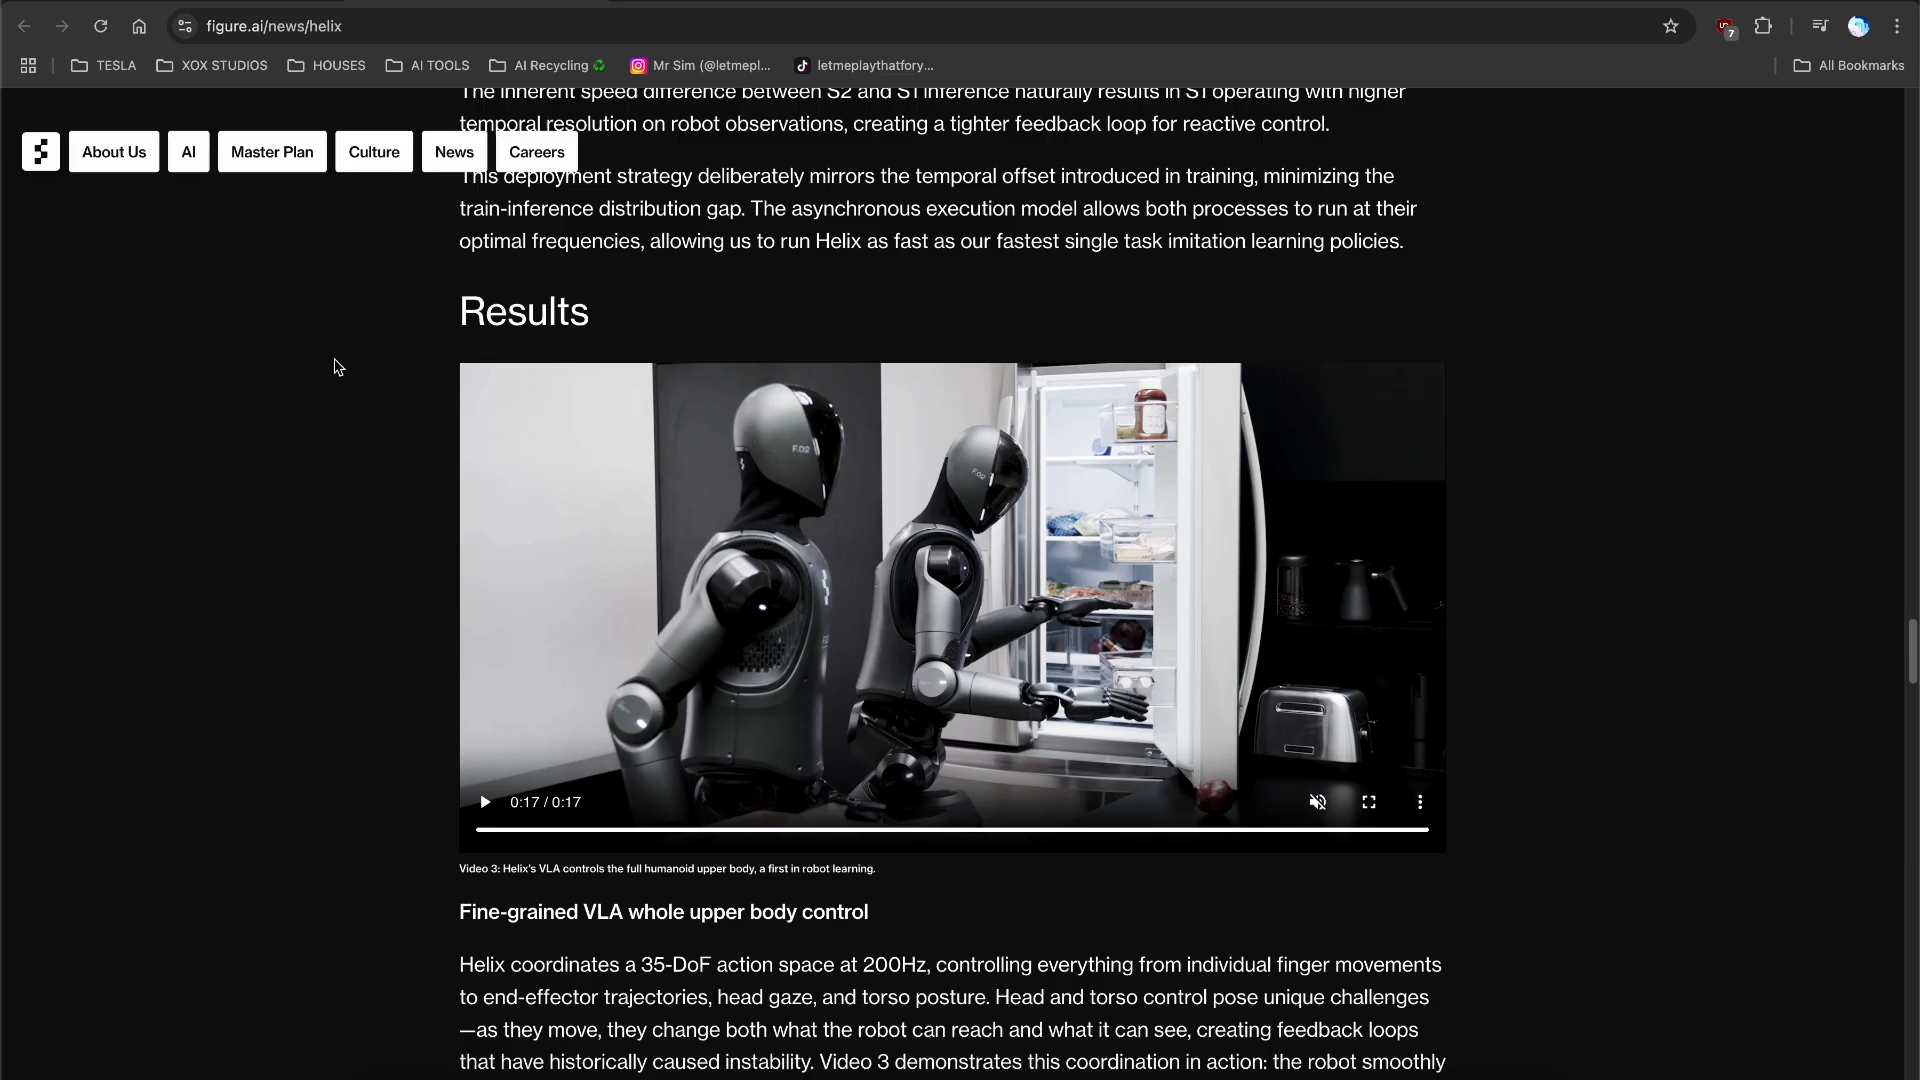 figure.ai/news/helix
7
TESLA
XOX STUDIOS
HOUSES
AI TOOLS
AI Recycling
Mr Sim (@letmepl...
letmeplaythatfory...
All Bookmarks
The inherent speed difference between S2 and S1 inference naturally results in S1 operating with higher
temporal resolution on robot observations, creating a tighter feedback loop for reactive control.
About Us
AI
Master Plan
Culture
News
Careers
This deployment strategy deliberately mirrors the temporal offset introduced in training, minimizing the
train-inference distribution gap. The asynchronous execution model allows both processes to run at their
optimal frequencies, allowing us to run Helix as fast as our fastest single task imitation learning policies.
Results
F.02
F.02
0:17 / 0:17
Video 3: Helix's VLA controls the full humanoid upper body, a first in robot learning.
Fine-grained VLA whole upper body control
Helix coordinates a 35-DoF action space at 200Hz, controlling everything from individual finger movements
to end-effector trajectories, head gaze, and torso posture. Head and torso control pose unique challenges
—as they move, they change both what the robot can reach and what it can see, creating feedback loops
that have historically caused instability. Video 3 demonstrates this coordination in action: the robot smoothly